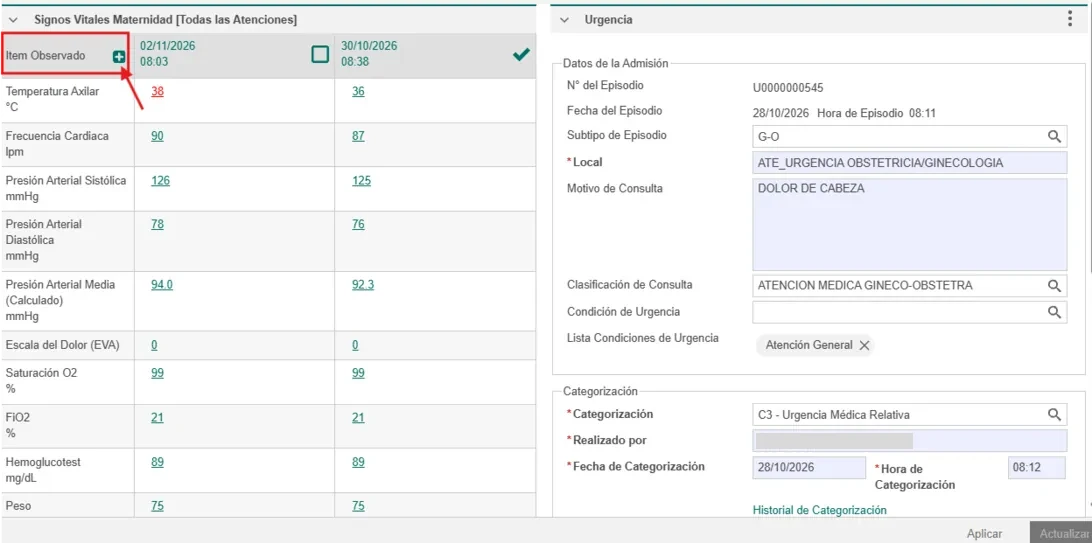 Signos Vitales Maternidad [Todas las Atenciones]
Item Observado
02/11/2026
08:03
30/10/2026
08:38
Temperatura Axilar
°C
38
36
Frecuencia Cardiaca
lpm
90
87
Presión Arterial Sistólica
mmHg
126
125
Presión Arterial
Diastólica
mmHg
78
76
Presión Arterial Media
(Calculado)
mmHg
94.0
92.3
Escala del Dolor (EVA)
0
0
Saturación O2
%
99
99
FiO2
%
21
21
Hemoglucotest
mg/dL
89
89
Peso
75
75
Urgencia
Datos de la Admisión
N° del Episodio
U0000000545
Fecha del Episodio
28/10/2026 Hora de Episodio 08:11
Subtipo de Episodio
G-O
*Local
ATE_URGENCIA OBSTETRICIA/GINECOLOGIA
Motivo de Consulta
DOLOR DE CABEZA
Clasificación de Consulta
ATENCION MEDICA GINECO-OBSTETRA
Condición de Urgencia
Lista Condiciones de Urgencia
Atención General
Categorización
*Categorización
C3 - Urgencia Médica Relativa
*Realizado por
*Fecha de Categorización
28/10/2026
*Hora de
Categorización
08:12
Historial de Categorización
Aplicar
Actualizar